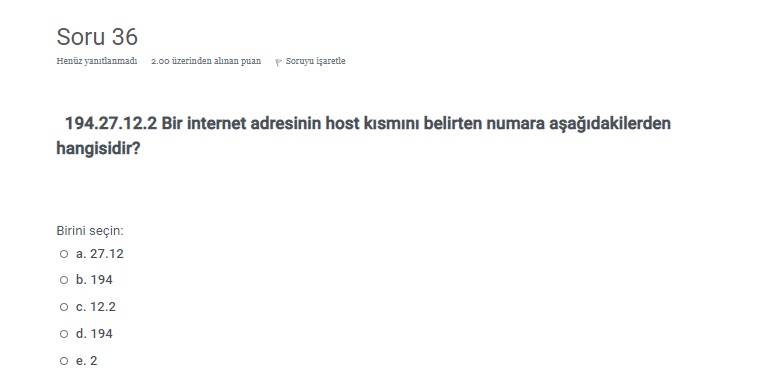 Soru 36
Henüz yanıtlanmadı 2.00 üzerinden alınan puan Soruyu işaretle
194.27.12.2 Bir internet adresinin host kısmını belirten numara aşağıdakilerden
hangisidir?
Birini seçin:
a. 27.12
b. 194
c. 12.2
d. 194
e. 2